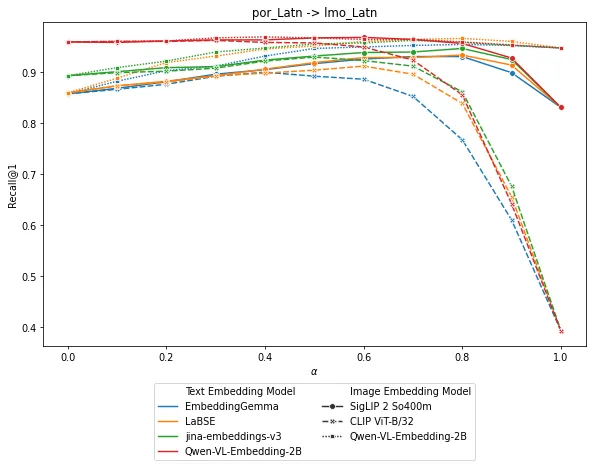 por_Latn -> lmo_Latn
Recall@1
0.9
0.8
0.7
0.6
0.5
0.4
0.0 0.2 0.4 0.6 0.8 1.0
α
Text Embedding Model Image Embedding Model
EmbeddingGemma SigLIP 2 So400m
LaBSE CLIP ViT-B/32
jina-embeddings-v3 Qwen-VL-Embedding-2B
Qwen-VL-Embedding-2B